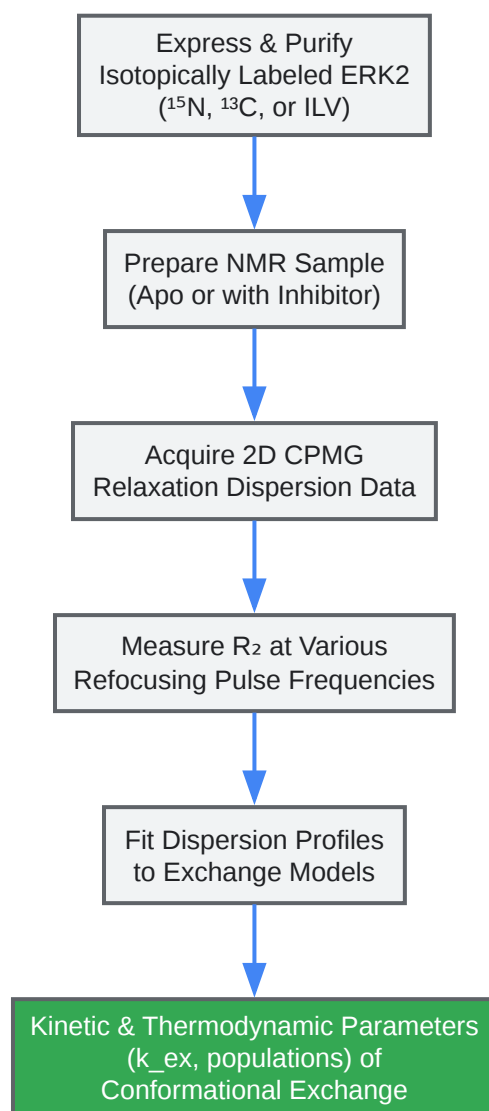 Express & Purify
Isotopically Labeled ERK2
(¹⁵N, ¹³C, or ILV)
Prepare NMR Sample
(Apo or with Inhibitor)
Acquire 2D CPMG
Relaxation Dispersion Data
Measure R₂ at Various
Refocusing Pulse Frequencies
Fit Dispersion Profiles
to Exchange Models
Kinetic & Thermodynamic Parameters
(k_ex, populations) of
Conformational Exchange